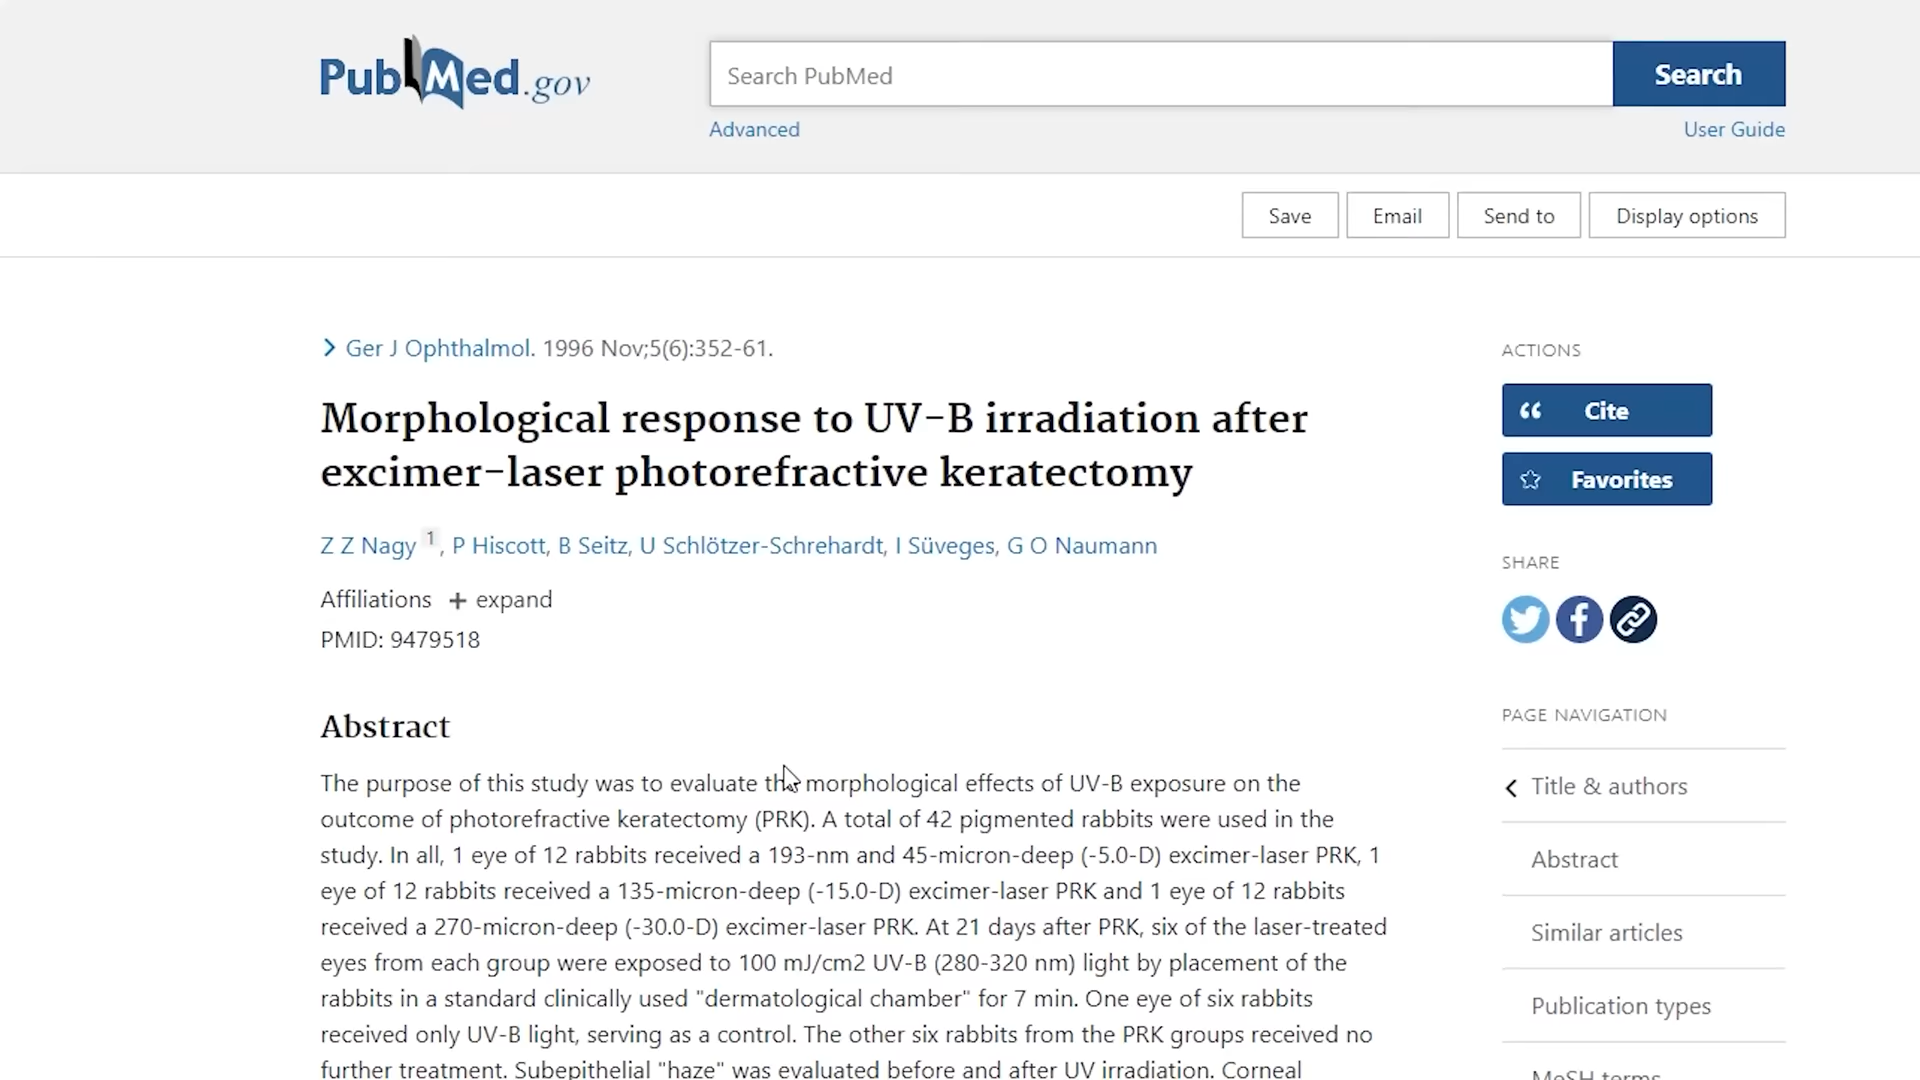 PubMed.gov
Search PubMed
Search
Advanced
User Guide
Save
Email
Send to
Display options
Ger J Ophthalmol. 1996 Nov;5(6):352-61.
Morphological response to UV-B irradiation after
excimer-laser photorefractive keratectomy
Z Z Nagy 1, P Hiscott, B Seitz, U Schlötzer-Schrehardt, I Süveges, G O Naumann
Affiliations + expand
PMID: 9479518
Abstract
The purpose of this study was to evaluate the morphological effects of UV-B exposure on the
outcome of photorefractive keratectomy (PRK). A total of 42 pigmented rabbits were used in the
study. In all, 1 eye of 12 rabbits received a 193-nm and 45-micron-deep (-5.0-D) excimer-laser PRK, 1
eye of 12 rabbits received a 135-micron-deep (-15.0-D) excimer-laser PRK and 1 eye of 12 rabbits
received a 270-micron-deep (-30.0-D) excimer-laser PRK. At 21 days after PRK, six of the laser-treated
eyes from each group were exposed to 100 mJ/cm2 UV-B (280-320 nm) light by placement of the
rabbits in a standard clinically used "dermatological chamber" for 7 min. One eye of six rabbits
received only UV-B light, serving as a control. The other six rabbits from the PRK groups received no
further treatment. Subepithelial "haze" was evaluated before and after UV irradiation. Corneal
ACTIONS
Cite
Favorites
SHARE
PAGE NAVIGATION
Title & authors
Abstract
Similar articles
Publication types
MeSH terms